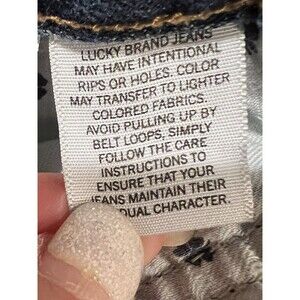 LUCKY BRAND JEANS
MAY HAVE INTENTIONAL
RIPS OR HOLES. COLOR
MAY TRANSFER TO LIGHTER
COLORED FABRICS.
AVOID PULLING UP BY
BELT LOOPS, SIMPLY
FOLLOW THE CARE
INSTRUCTIONS TO
ENSURE THAT YOUR
JEANS MAINTAIN THEIR
DUAL CHARACTER.